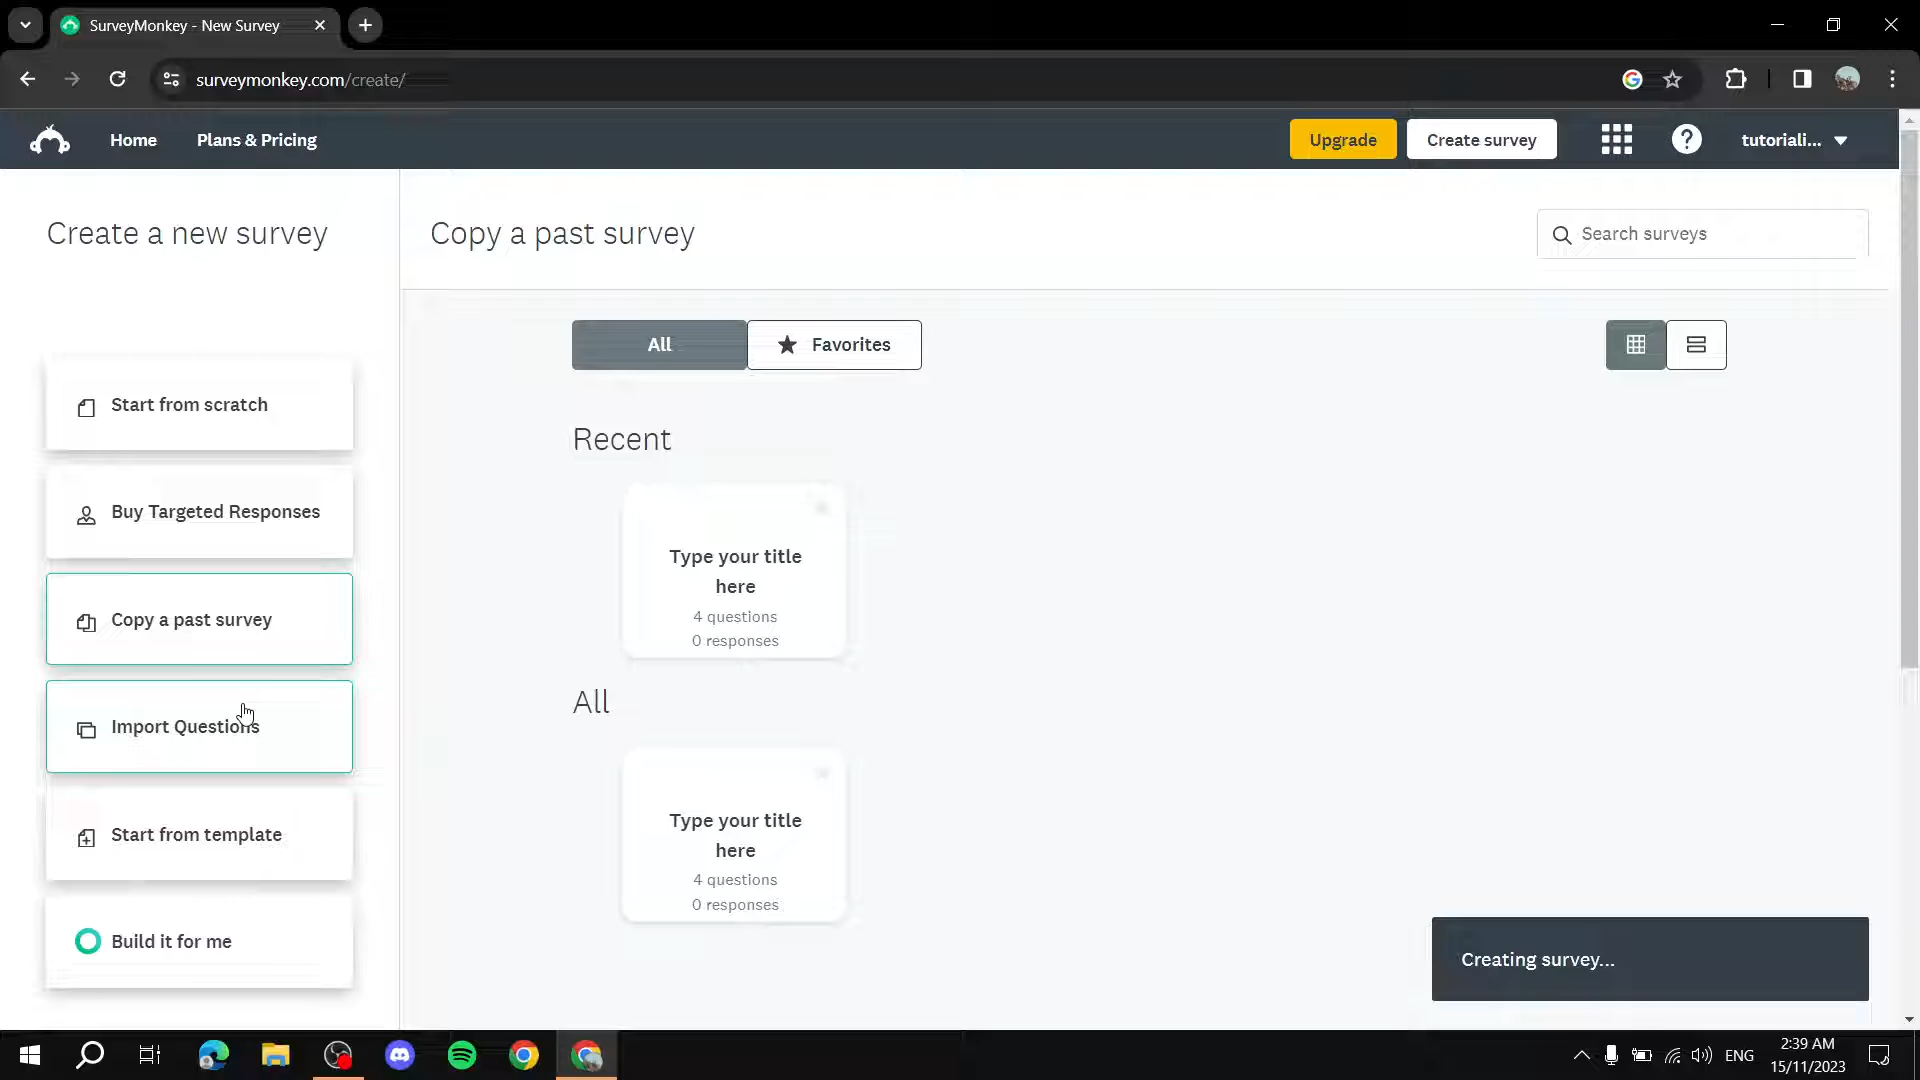 SurveyMonkey - New Survey
surveymonkey.com/create/
Home
Plans & Pricing
Upgrade
Create survey
tutoriali...
Create a new survey
Start from scratch
Buy Targeted Responses
Copy a past survey
Import Questions
Start from template
Build it for me
Copy a past survey
Search surveys
All
Favorites
Recent
Type your title
here
4 questions
0 responses
All
Type your title
here
4 questions
0 responses
Creating survey...
ENG
2:39 AM
15/11/2023